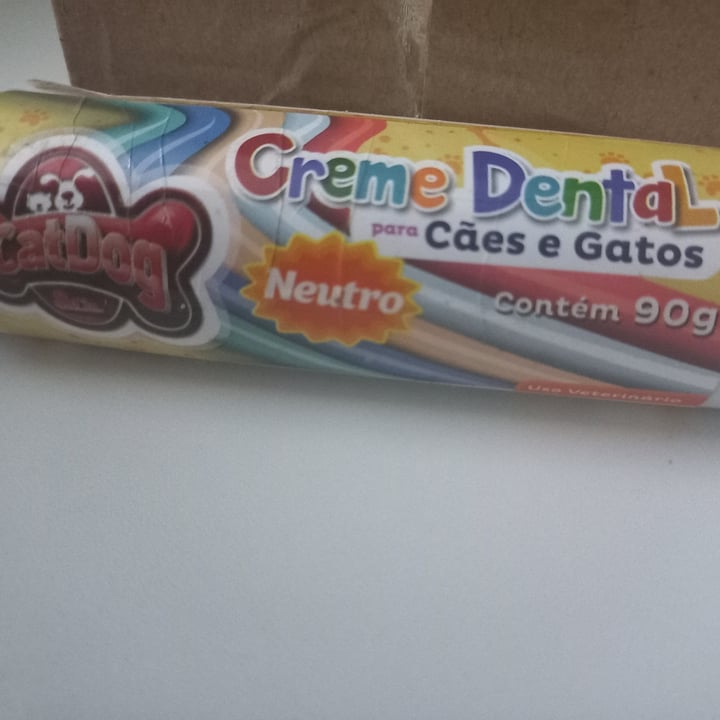 CatDog
Creme Dental
para Cães e Gatos
Neutro
Contém 90g
Uso Veterinário